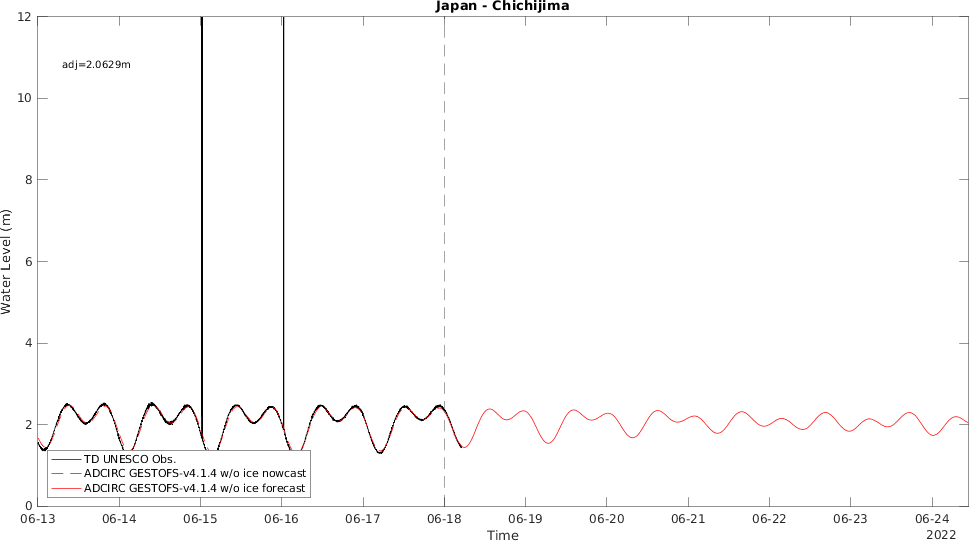 Japan - Chichijima
12
adj=2.0629m
10
8
6
4
2
0
Water Level (m)
TD UNESCO Obs.
ADCIRC GESTOFS-v4.1.4 w/o ice nowcast
ADCIRC GESTOFS-v4.1.4 w/o ice forecast
06-13 06-14 06-15 06-16 06-17 06-18 06-19 06-20 06-21 06-22 06-23 06-24
Time
2022